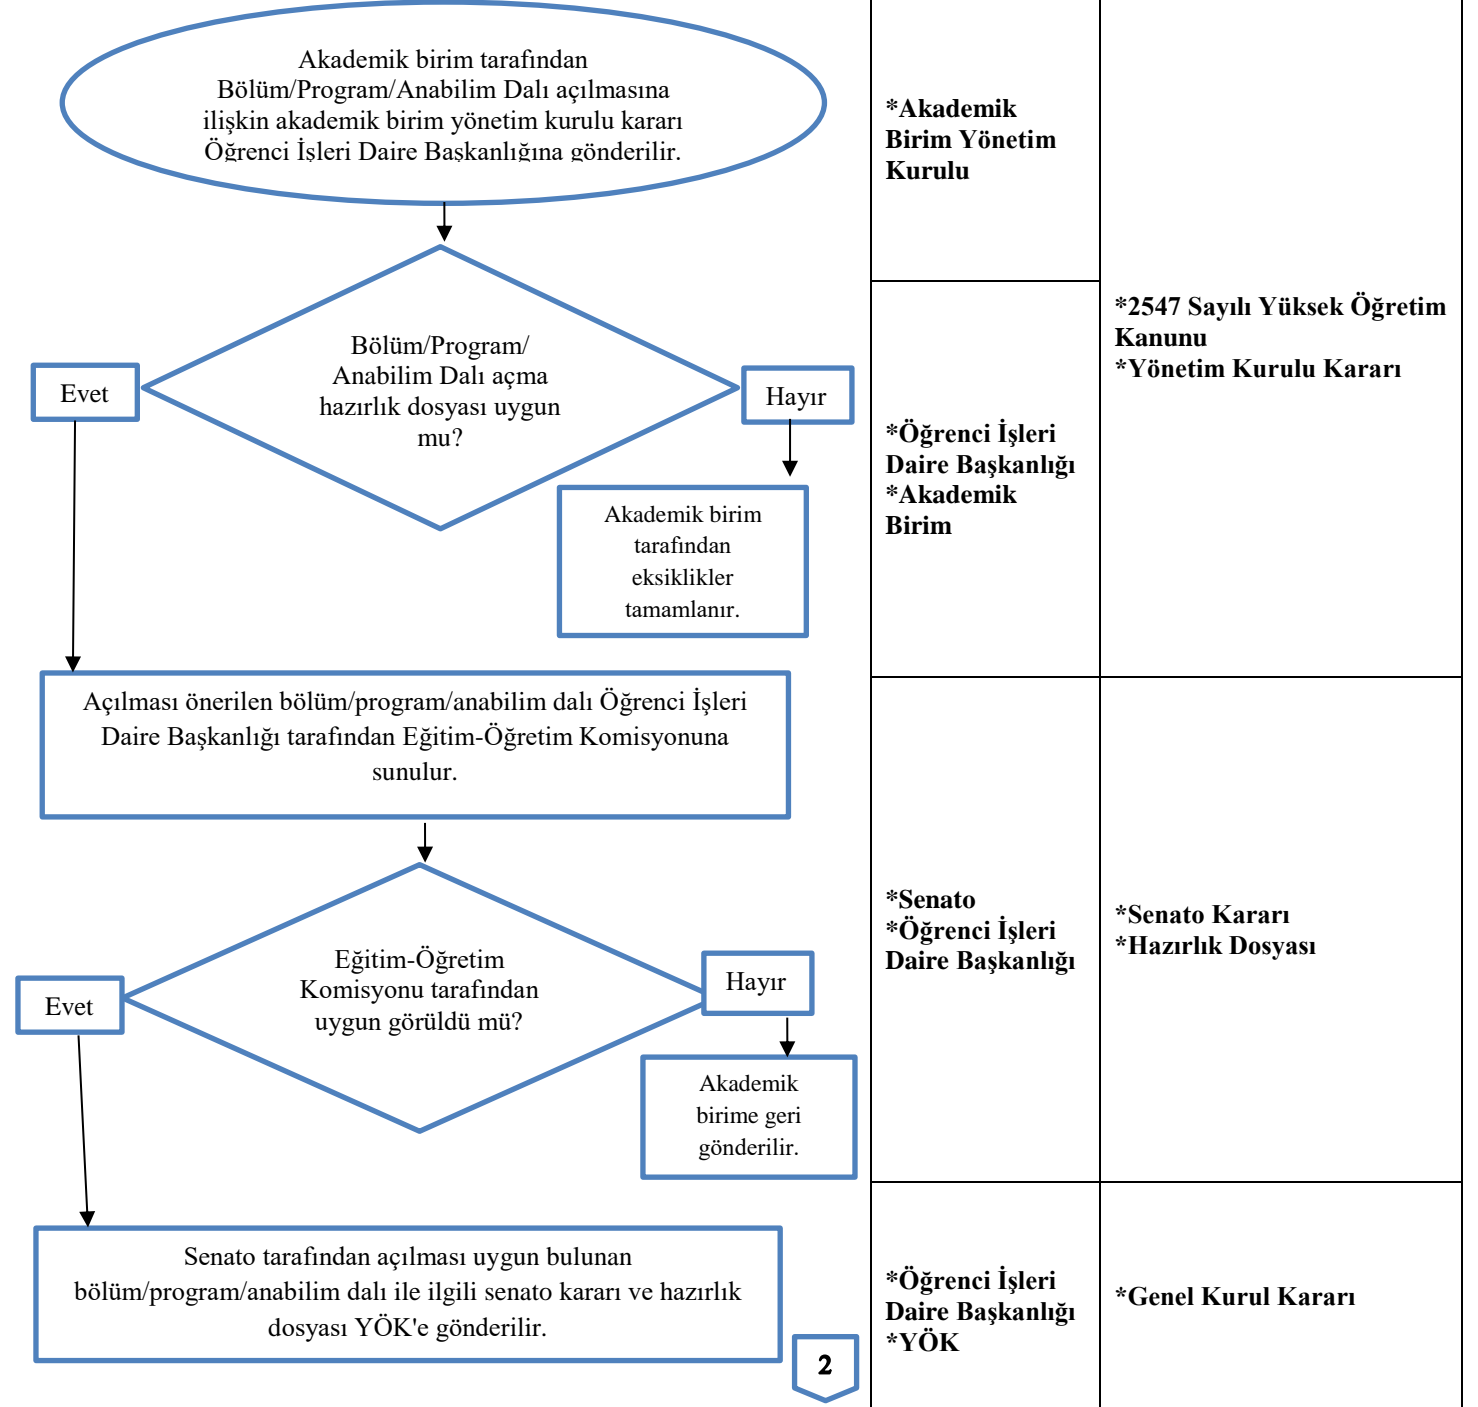 Akademik birim tarafından
Bölüm/Program/Anabilim Dalı açılmasına
ilişkin akademik birim yönetim kurulu kararı
Öğrenci İşleri Daire Başkanlığına gönderilir.
*Akademik
Birim Yönetim
Kurulu
*2547 Sayılı Yüksek Öğretim
Kanunu
*Yönetim Kurulu Kararı
Bölüm/Program/
Anabilim Dalı açma
hazırlık dosyası uygun
mu?
Evet
Hayır
*Öğrenci İşleri
Daire Başkanlığı
*Akademik
Birim
Akademik birim
tarafından
eksiklikler
tamamlanır.
Açılması önerilen bölüm/program/anabilim dalı Öğrenci İşleri
Daire Başkanlığı tarafından Eğitim-Öğretim Komisyonuna
sunulur.
*Senato
*Öğrenci İşleri
Daire Başkanlığı
*Senato Kararı
*Hazırlık Dosyası
Eğitim-Öğretim
Komisyonu tarafından
uygun görüldü mü?
Evet
Hayır
Akademik
birime geri
gönderilir.
Senato tarafından açılması uygun bulunan
bölüm/program/anabilim dalı ile ilgili senato kararı ve hazırlık
dosyası YÖK'e gönderilir.
2
*Öğrenci İşleri
Daire Başkanlığı
*YÖK
*Genel Kurul Kararı